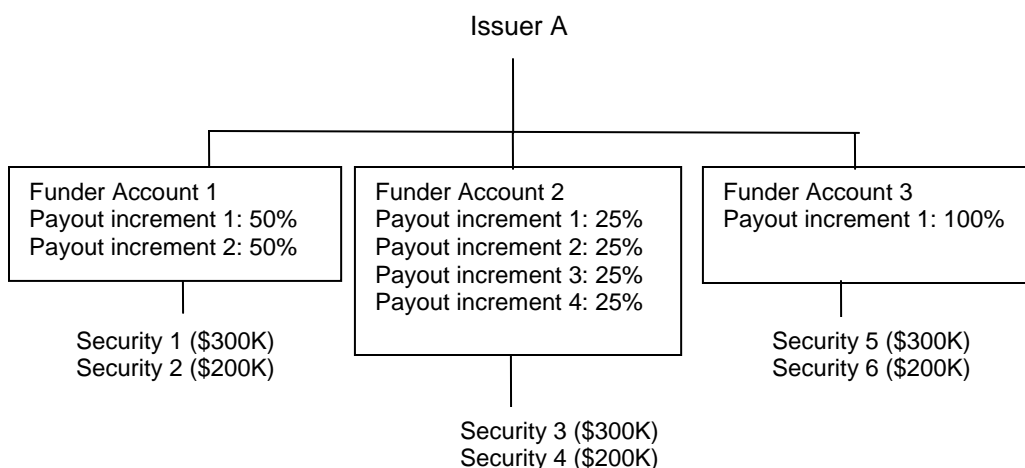 Issuer A
Funder Account 1
Payout increment 1: 50%
Payout increment 2: 50%
Funder Account 2
Payout increment 1: 25%
Payout increment 2: 25%
Payout increment 3: 25%
Payout increment 4: 25%
Funder Account 3
Payout increment 1: 100%
Security 1 ($300K)
Security 2 ($200K)
Security 3 ($300K)
Security 4 ($200K)
Security 5 ($300K)
Security 6 ($200K)